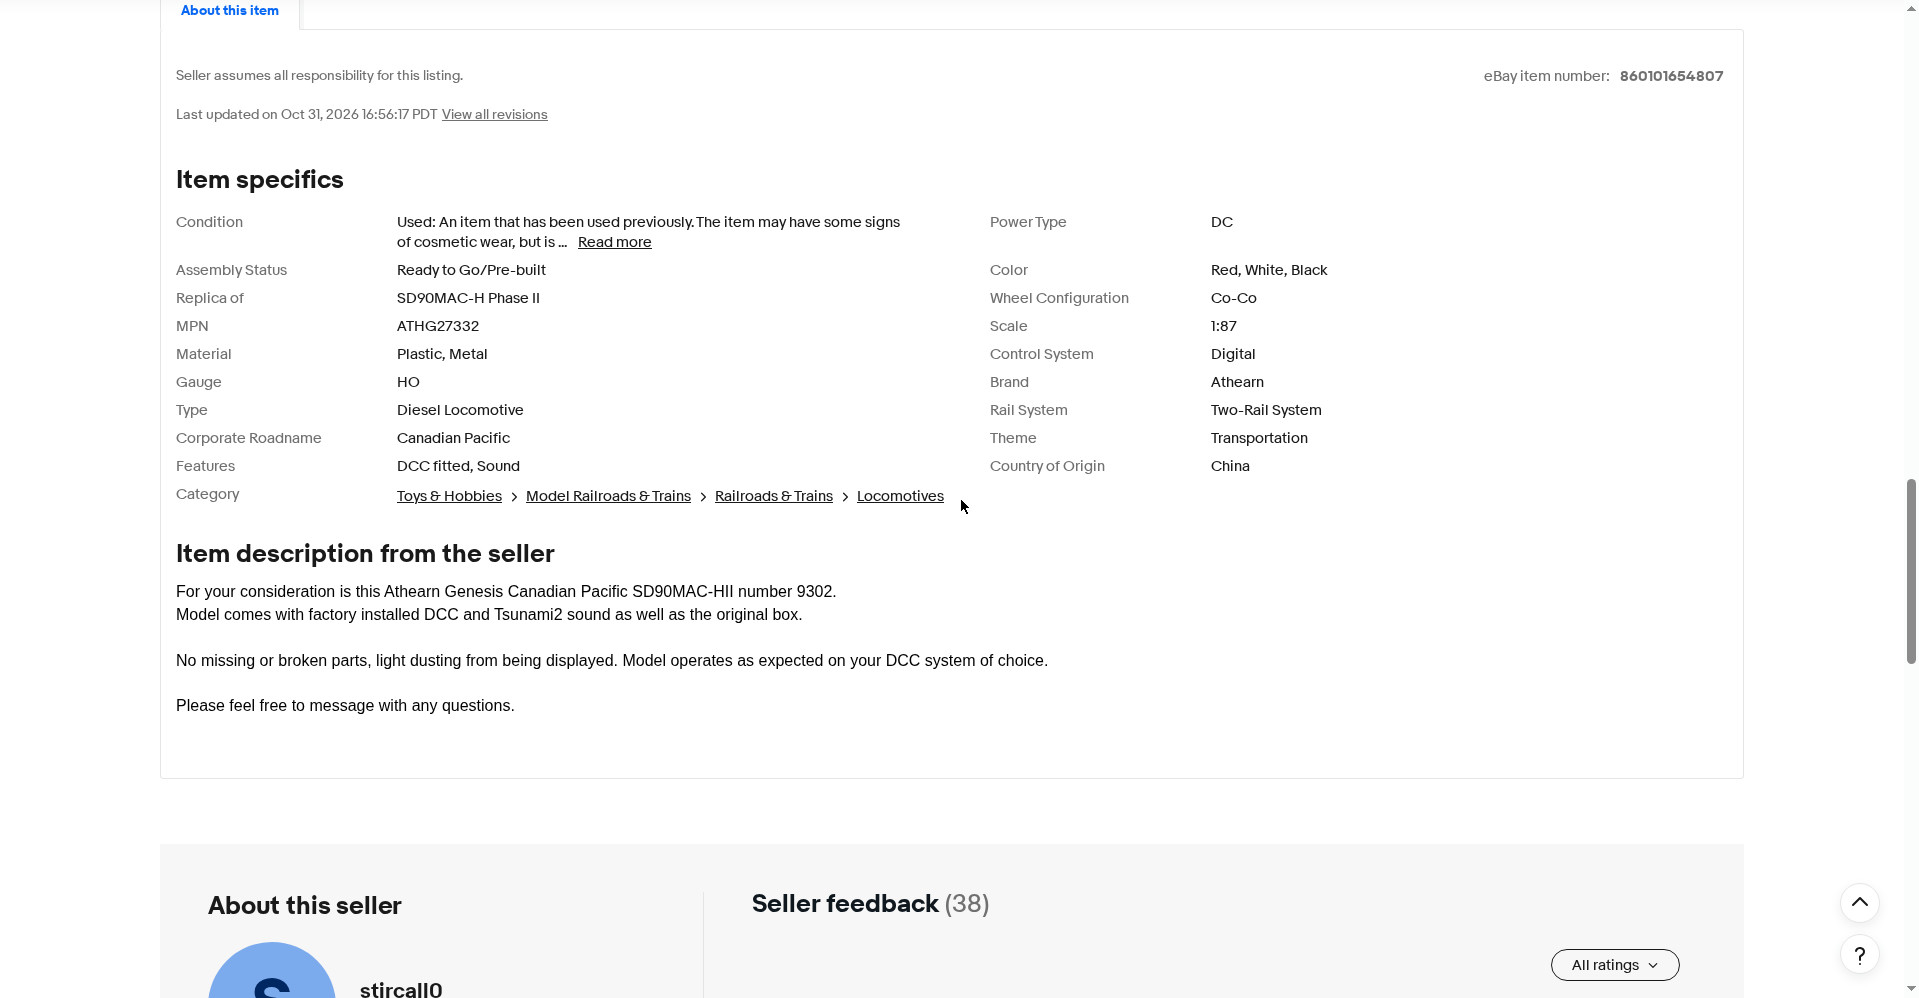 About this item
Seller assumes all responsibility for this listing.
eBay item number: 860101654807
Last updated on Oct 31, 2026 16:56:17 PDT View all revisions
Item specifics
Condition
Used: An item that has been used previously. The item may have some signs
of cosmetic wear, but is ... Read more
Power Type
DC
Assembly Status
Ready to Go/Pre-built
Color
Red, White, Black
Replica of
SD90MAC-H Phase II
Wheel Configuration
Co-Co
MPN
ATHG27332
Scale
1:87
Material
Plastic, Metal
Control System
Digital
Gauge
HO
Brand
Athearn
Type
Diesel Locomotive
Rail System
Two-Rail System
Corporate Roadname
Canadian Pacific
Theme
Transportation
Features
DCC fitted, Sound
Country of Origin
China
Category
Toys & Hobbies > Model Railroads & Trains > Railroads & Trains > Locomotives
Item description from the seller
For your consideration is this Athearn Genesis Canadian Pacific SD90MAC-HII number 9302.
Model comes with factory installed DCC and Tsunami2 sound as well as the original box.
No missing or broken parts, light dusting from being displayed. Model operates as expected on your DCC system of choice.
Please feel free to message with any questions.
About this seller
Seller feedback (38)
All ratings
?
S
stircall0